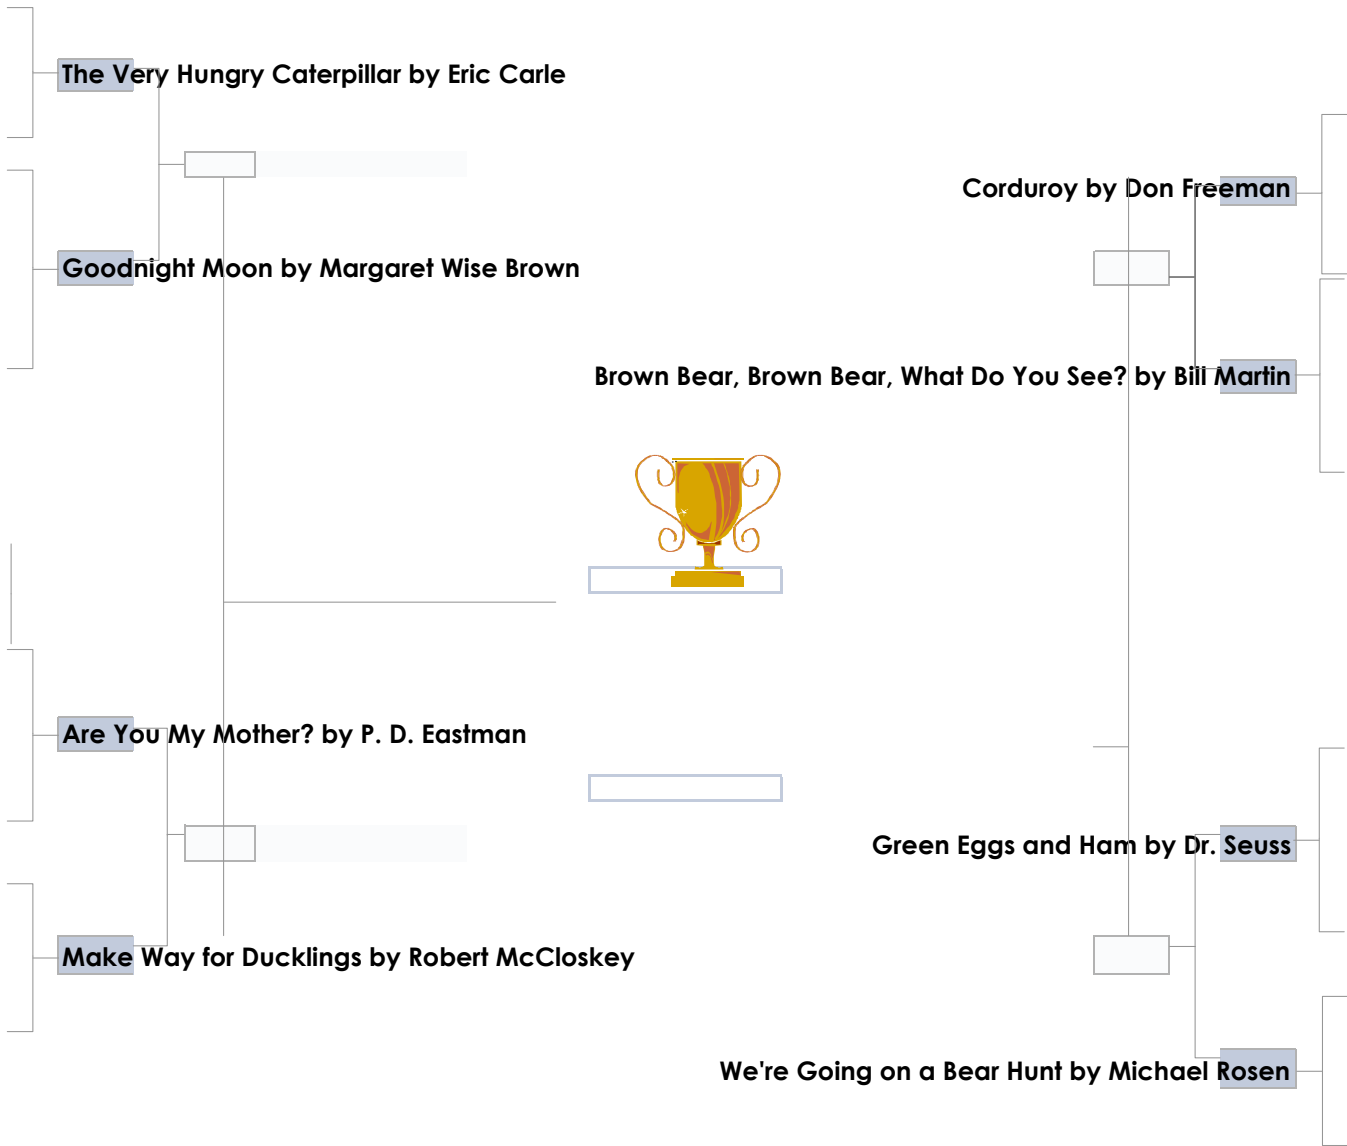 The Very Hungry Caterpillar by Eric Carle
Goodnight Moon by Margaret Wise Brown
Are You My Mother? by P. D. Eastman
Make Way for Ducklings by Robert McCloskey
Corduroy by Don Freeman
Brown Bear, Brown Bear, What Do You See? by Bill Martin
Green Eggs and Ham by Dr. Seuss
We're Going on a Bear Hunt by Michael Rosen